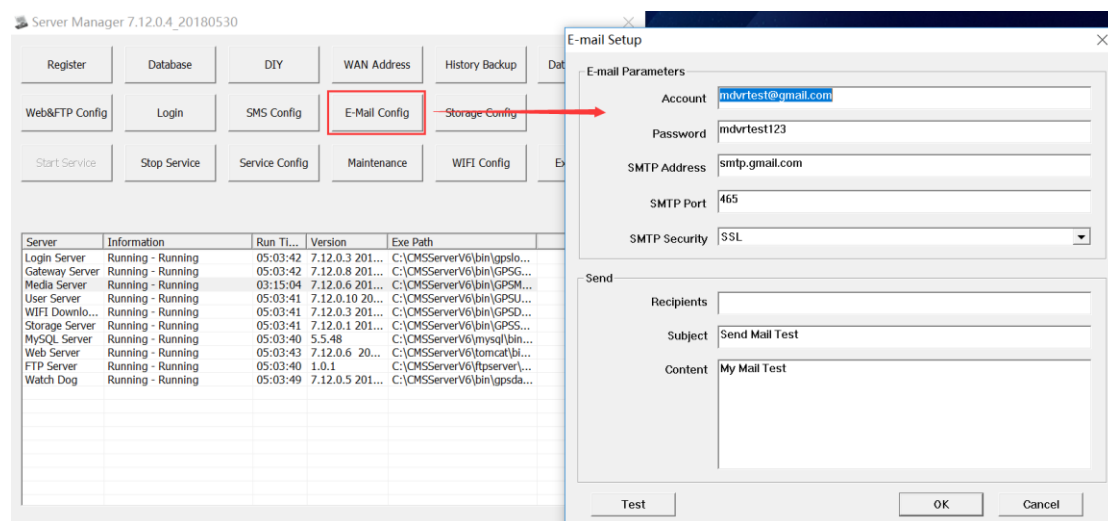 Server Manager 7.12.0.4_20180530
Register
Database
DIY
WAN Address
History Backup
Dat
Web&FTP Config
Login
SMS Config
E-Mail Config
Storage Config
Start Service
Stop Service
Service Config
Maintenance
WIFI Config
Ex
Server Information Run Ti... Version Exe Path
Login Server Running - Running 05:03:42 7.12.0.3 201... C:\CMSServerV6\bin\gpslo...
Gateway Server Running - Running 05:03:42 7.12.0.8 201... C:\CMSServerV6\bin\GPSG...
Media Server Running - Running 03:15:04 7.12.0.6 201... C:\CMSServerV6\bin\GPSM...
User Server Running - Running 05:03:41 7.12.0.10 20... C:\CMSServerV6\bin\GPSU...
WIFI Downlo... Running - Running 05:03:41 7.12.0.3 201... C:\CMSServerV6\bin\GPSD...
Storage Server Running - Running 05:03:41 7.12.0.1 201... C:\CMSServerV6\bin\GPSS...
MySQL Server Running - Running 05:03:40 5.5.48 C:\CMSServerV6\mysql\bin...
Web Server Running - Running 05:03:43 7.12.0.6 20... C:\CMSServerV6\tomcat\bi...
FTP Server Running - Running 05:03:40 1.0.1 C:\CMSServerV6\ftpserver\...
Watch Dog Running - Running 05:03:49 7.12.0.5 201... C:\CMSServerV6\bin\gpsda...
E-mail Setup
E-mail Parameters
Account mdvrtest@gmail.com
Password mdvrtest123
SMTP Address smtp.gmail.com
SMTP Port 465
SMTP Security SSL
Send
Recipients
Subject Send Mail Test
Content My Mail Test
Test
OK
Cancel